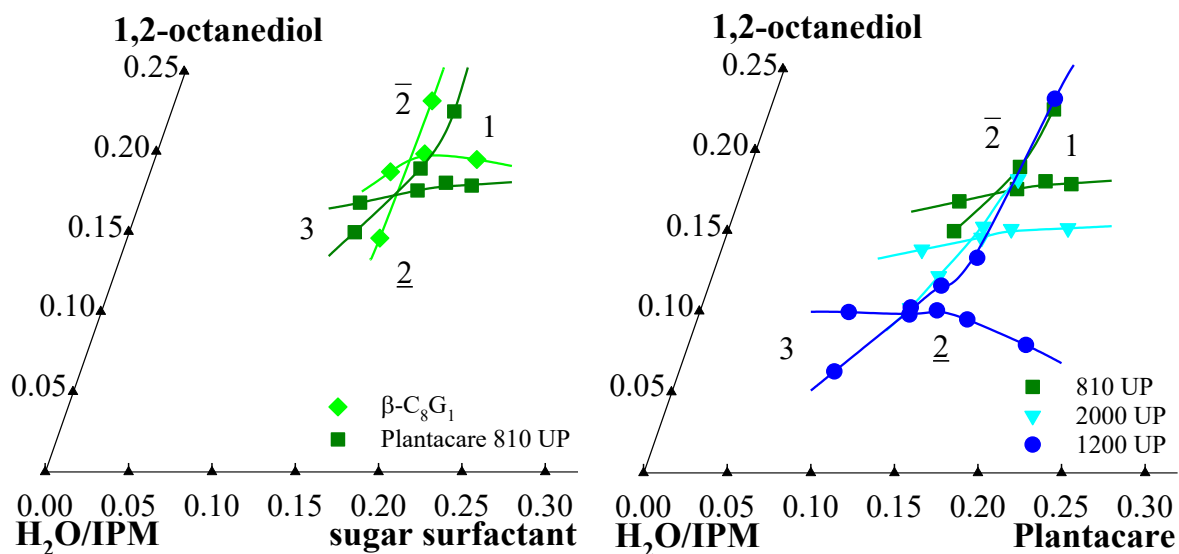 1,2-octanediol
0.25
0.20
0.15
0.10
0.05
2̅
1
3
2̲
β-C₈G₁
Plantacare 810 UP
0.00 0.05 0.10 0.15 0.20 0.25 0.30
H₂O/IPM sugar surfactant
1,2-octanediol
0.25
0.20
0.15
0.10
0.05
2̅
1
3
2̲
810 UP
2000 UP
1200 UP
0.00 0.05 0.10 0.15 0.20 0.25 0.30
H₂O/IPM Plantacare